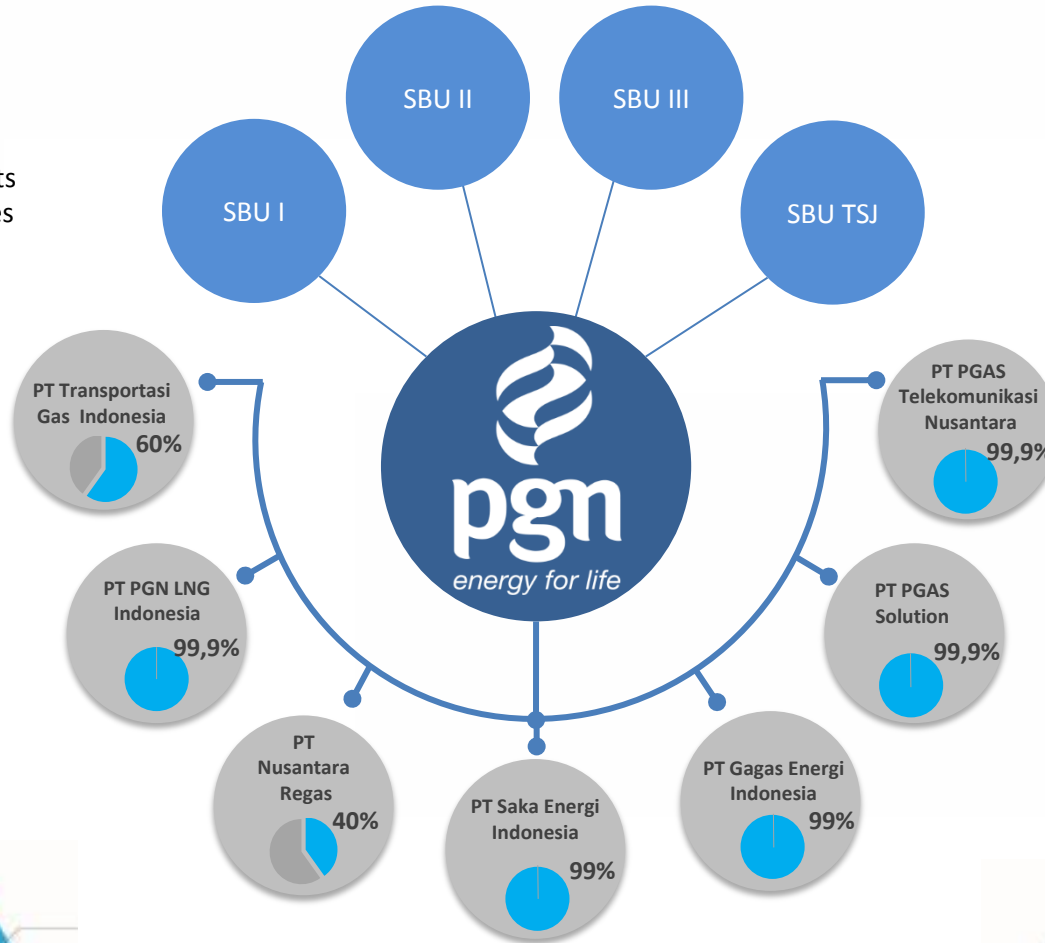 SBU II
SBU III
SBU I
SBU TSJ
PT Transportasi
Gas Indonesia
60%
PT PGN LNG
Indonesia
99,9%
PT
Nusantara
Regas
40%
PT Saka Energi
Indonesia
99%
PT Gagas Energi
Indonesia
99%
PT PGAS
Solution
99,9%
PT PGAS
Telekomunikasi
Nusantara
99,9%
pgn
energy for life